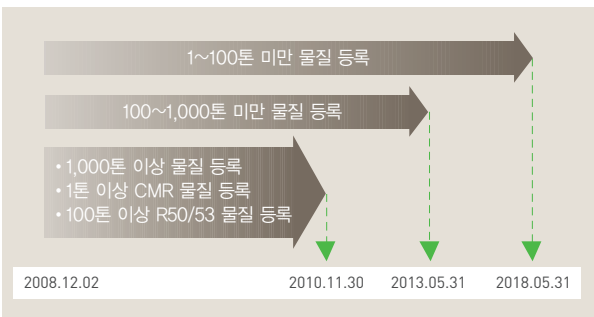 1~100톤 미만 물질 등록
100~1,000톤 미만 물질 등록
• 1,000톤 이상 물질 등록
• 1톤 이상 CMR 물질 등록
• 100톤 이상 R50/53 물질 등록
2008.12.02 2010.11.30 2013.05.31 2018.05.31